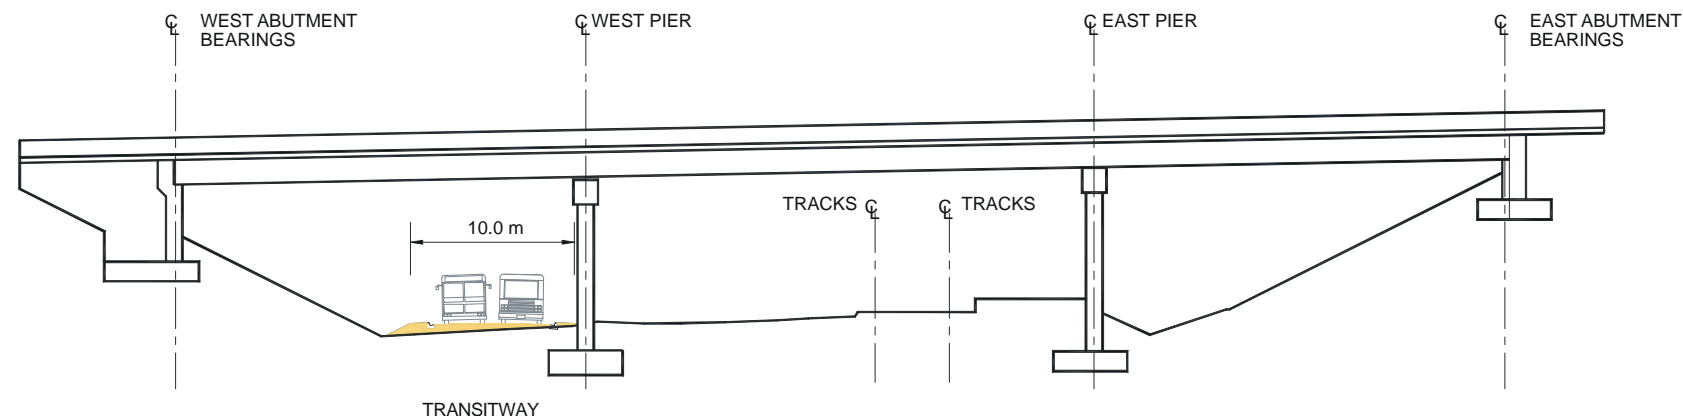 ℄ WEST ABUTMENT
BEARINGS
℄ WEST PIER
℄ EAST PIER
℄ EAST ABUTMENT
BEARINGS
TRACKS ℄
℄ TRACKS
10.0 m
TRANSITWAY